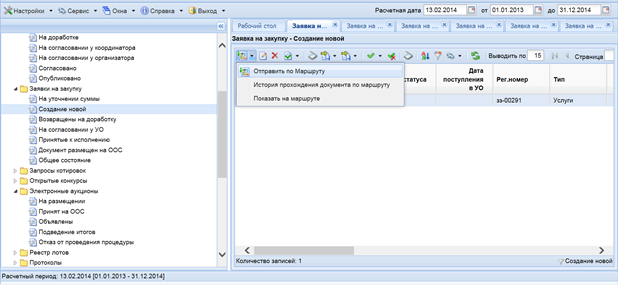 Настройки Сервис Окна Справка Выход Расчетная дата 13.02.2014 от 01.01.2013 до 31.12.2014
На доработке
На согласовании у координатора
На согласовании у организатора
Согласовано
Опубликовано
Заявки на закупку
На уточнении суммы
Создание новой
Возвращены на доработку
На согласовании у УО
Принятые к исполнению
Документ размещен на ООС
Общее состояние
Запросы котировок
Открытые конкурсы
Электронные аукционы
На размещении
Принят на ООС
Объявлены
Подведение итогов
Отказ от проведения процедуры
Реестр лотов
Протоколы
Рабочий стол Заявка н... Заявка на ... Заявка на ... Заявка на ... Заявка на ... Заявка на ...
Заявка на закупку - Создание новой
Выводить по 15 Страница
Отправить по Маршруту
История прохождения документа по маршруту
Показать на маршруте
статуса Дата поступления в УО Рег.номер Тип
зз-00291 Услуги
Количество записей: 1 Создание новой
Расчетный период: 13.02.2014 [01.01.2013 - 31.12.2014]